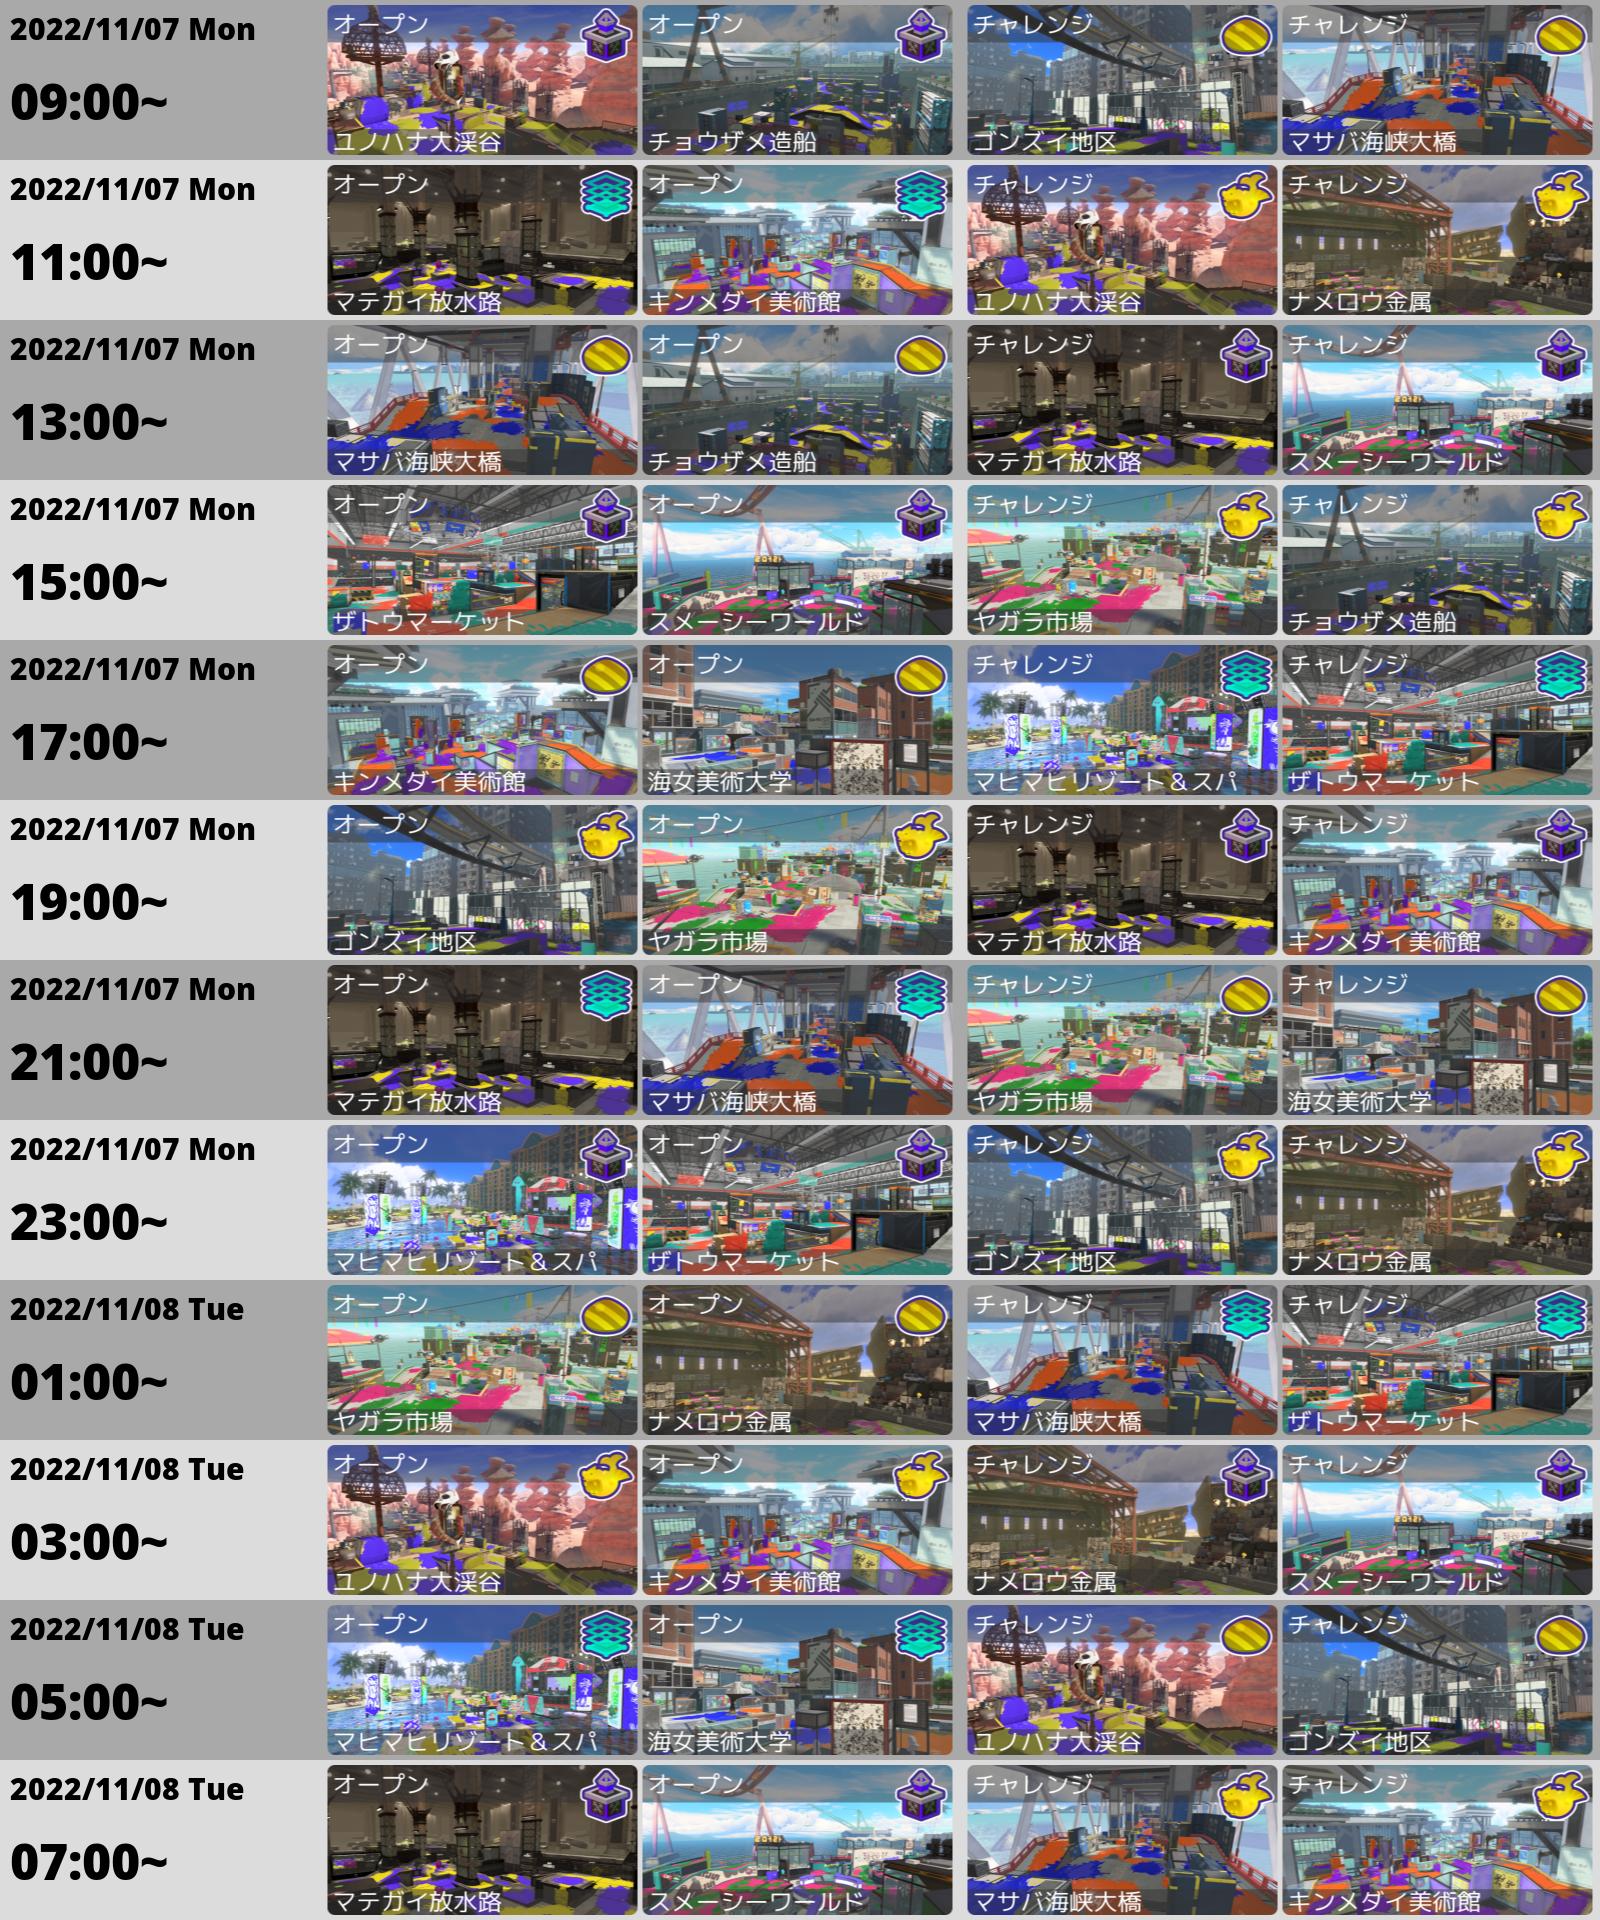 2022/11/07 Mon
09:00~
オープン
ユノハナ大渓谷
オープン
チョウザメ造船
チャレンジ
ゴンズイ地区
チャレンジ
マサバ海峡大橋
2022/11/07 Mon
11:00~
オープン
マテガイ放水路
オープン
キンメダイ美術館
チャレンジ
ユノハナ大渓谷
チャレンジ
ナメロウ金属
2022/11/07 Mon
13:00~
オープン
マサバ海峡大橋
オープン
チョウザメ造船
チャレンジ
マテガイ放水路
チャレンジ
スメーシーワールド
2022/11/07 Mon
15:00~
オープン
ザトウマーケット
オープン
スメーシーワールド
チャレンジ
ヤガラ市場
チャレンジ
チョウザメ造船
2022/11/07 Mon
17:00~
オープン
キンメダイ美術館
オープン
海女美術大学
チャレンジ
マヒマヒリゾート&スパ
チャレンジ
ザトウマーケット
2022/11/07 Mon
19:00~
オープン
ゴンズイ地区
オープン
ヤガラ市場
チャレンジ
マテガイ放水路
チャレンジ
キンメダイ美術館
2022/11/07 Mon
21:00~
オープン
マテガイ放水路
オープン
マサバ海峡大橋
チャレンジ
ヤガラ市場
チャレンジ
海女美術大学
2022/11/07 Mon
23:00~
オープン
マヒマヒリゾート&スパ
オープン
ザトウマーケット
チャレンジ
ゴンズイ地区
チャレンジ
ナメロウ金属
2022/11/08 Tue
01:00~
オープン
ヤガラ市場
オープン
ナメロウ金属
チャレンジ
マサバ海峡大橋
チャレンジ
ザトウマーケット
2022/11/08 Tue
03:00~
オープン
ユノハナ大渓谷
オープン
キンメダイ美術館
チャレンジ
ナメロウ金属
チャレンジ
スメーシーワールド
2022/11/08 Tue
05:00~
オープン
マヒマヒリゾート&スパ
オープン
海女美術大学
チャレンジ
ユノハナ大渓谷
チャレンジ
ゴンズイ地区
2022/11/08 Tue
07:00~
オープン
マテガイ放水路
オープン
スメーシーワールド
チャレンジ
マサバ海峡大橋
チャレンジ
キンメダイ美術館